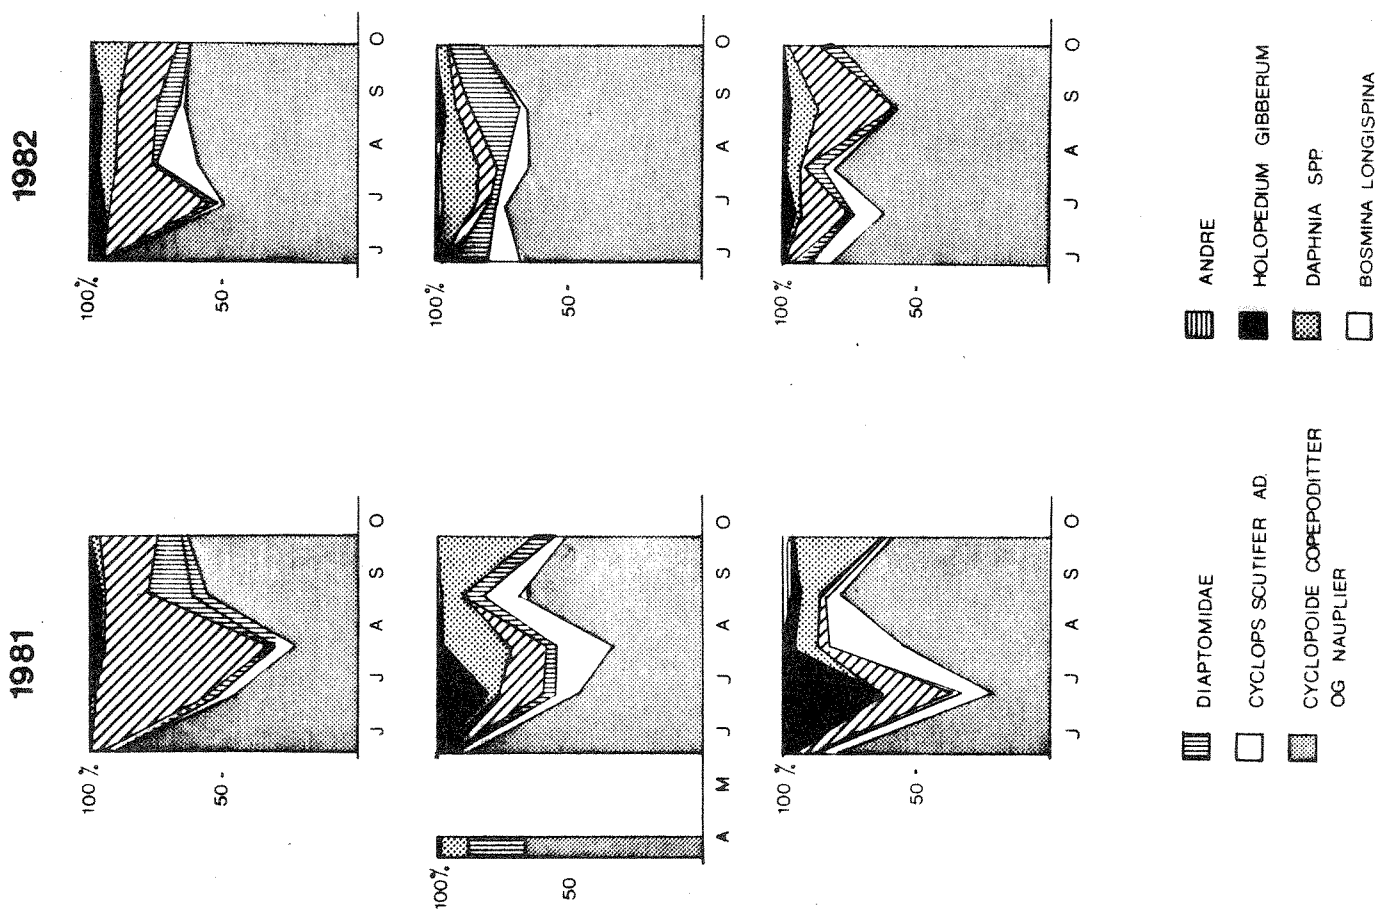 1981
1982
100%
50 -
J J A S O
100%
50 -
J J A S O
100%
50
A M J J A S O
100%
50 -
J J A S O
100%
50 -
J J A S O
100%
50 -
J J A S O
DIAPTOMIDAE
CYCLOPS SCUTIFER AD.
CYCLOPOIDE COPEPODITTER
OG NAUPLIER
ANDRE
HOLOPEDIUM GIBBERUM
DAPHNIA SPP.
BOSMINA LONGISPINA